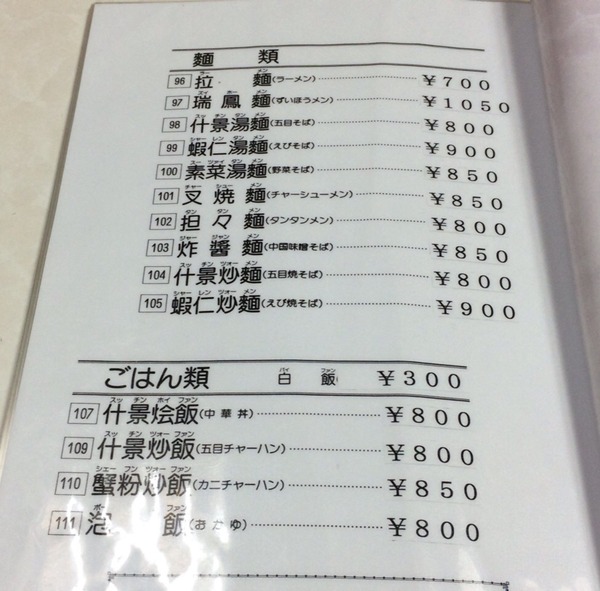 麺 類
96 拉 麺(ラーメン) ¥700
97 瑞鳳麺(ずいほうメン) ¥1050
98 什景湯麺(五目そば) ¥800
99 蝦仁湯麺(えびそば) ¥900
100 素菜湯麺(野菜そば) ¥850
101 叉焼麺(チャーシューメン) ¥850
102 担々麺(タンタンメン) ¥800
103 炸醬麺(中国味噌そば) ¥850
104 什景炒麺(五目焼そば) ¥800
105 蝦仁炒麺(えび焼そば) ¥900
ごはん類 白飯 ¥300
107 什景烩飯(中華丼) ¥800
109 什景炒飯(五目チャーハン) ¥800
110 蟹粉炒飯(カニチャーハン) ¥850
111 泡 飯(おかゆ) ¥800